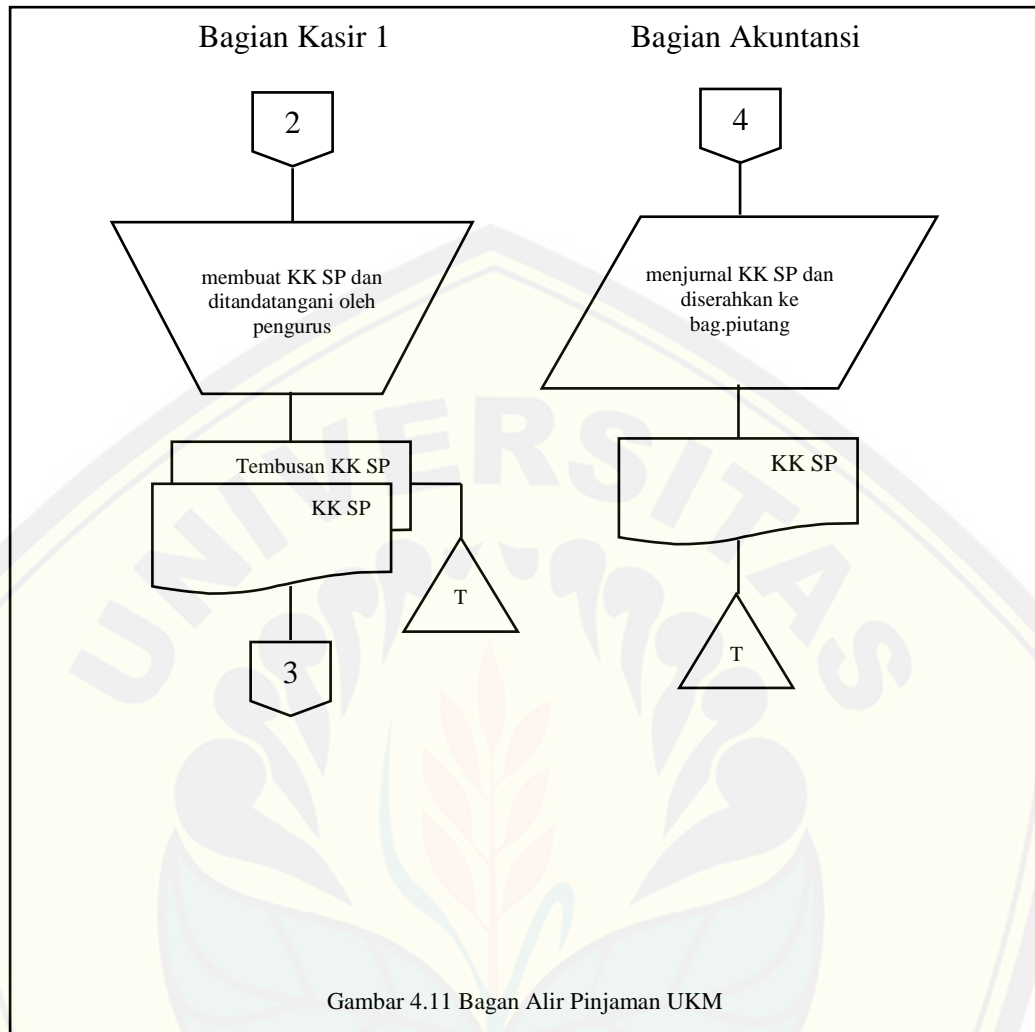 Bagian Kasir 1
Bagian Akuntansi
2
4
membuat KK SP dan
ditandatangani oleh
pengurus
menjurnal KK SP dan
diserahkan ke
bag.piutang
Tembusan KK SP
KK SP
T
3
KK SP
T
UNIVERSITAS
Gambar 4.11 Bagan Alir Pinjaman UKM